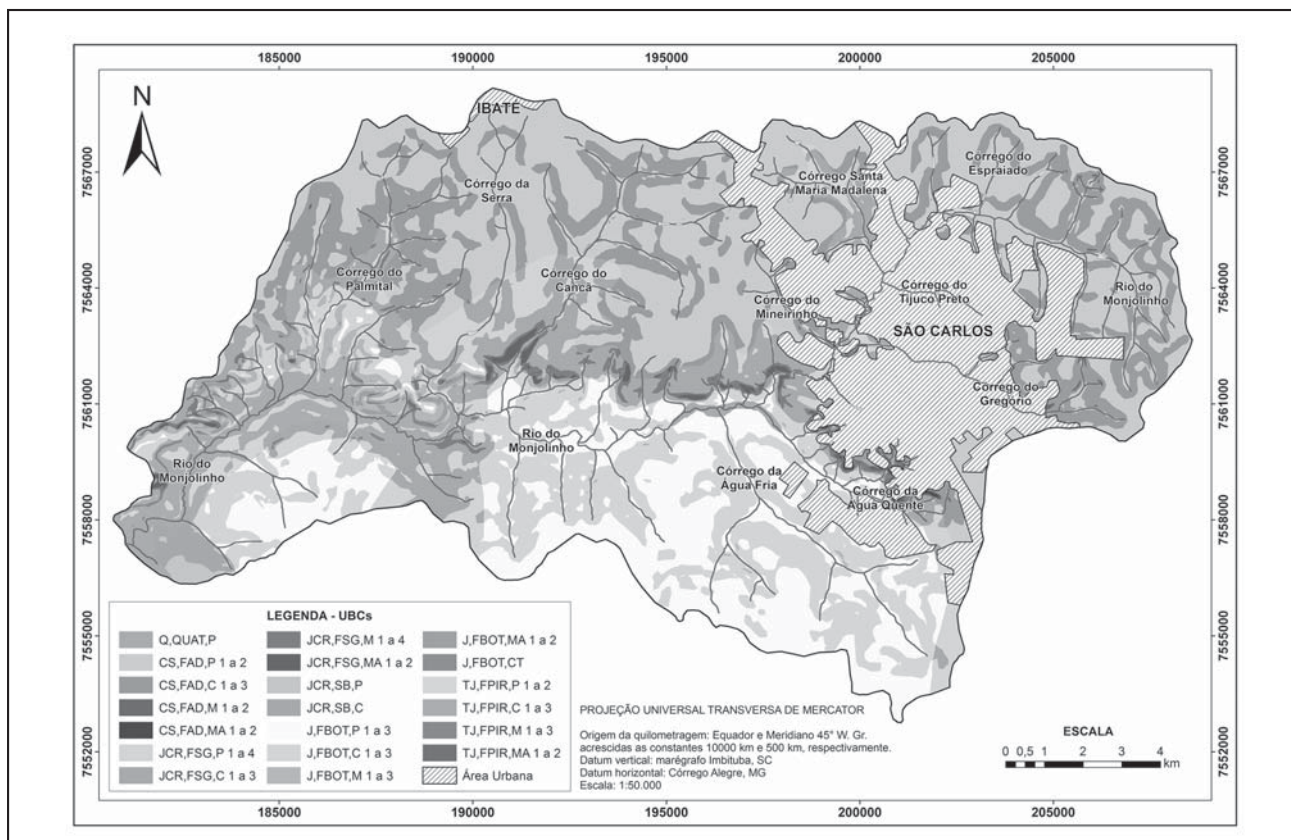 185000
190000
195000
200000
205000
N
IBATÉ
7567000
7567000
Córrego do
Espraiado
Córrego Santa
Maria Madalena
Córrego da
Serra
Córrego do
Palmital
Córrego do
Cancã
7564000
7564000
Córrego do
Mineirinho
Córrego do
Tijuco Preto
Rio do
Monjolinho
SÃO CARLOS
Córrego do
Gregório
7561000
7561000
Rio do
Monjolinho
Rio do
Monjolinho
Córrego da
Água Fria
Córrego da
Água Quente
7558000
7558000
7555000
7555000
7552000
7552000
LEGENDA - UBCs
Q,QUAT,P
CS,FAD,P 1 a 2
CS,FAD,C 1 a 3
CS,FAD,M 1 a 2
CS,FAD,MA 1 a 2
JCR,FSG,P 1 a 4
JCR,FSG,C 1 a 3
JCR,FSG,M 1 a 4
JCR,FSG,MA 1 a 2
JCR,SB,P
JCR,SB,C
J,FBOT,P 1 a 3
J,FBOT,C 1 a 3
J,FBOT,M 1 a 3
J,FBOT,MA 1 a 2
J,FBOT,CT
TJ,FPIR,P 1 a 2
TJ,FPIR,C 1 a 3
TJ,FPIR,M 1 a 3
TJ,FPIR,MA 1 a 2
Área Urbana
PROJEÇÃO UNIVERSAL TRANSVERSA DE MERCATOR
Origem da quilometragem: Equador e Meridiano 45° W. Gr.
acrescidas as constantes 10000 km e 500 km, respectivamente.
Datum vertical: marégrafo Imbituba, SC
Datum horizontal: Córrego Alegre, MG
Escala: 1:50.000
ESCALA
0 0,5 1 2 3 4
km
185000
190000
195000
200000
205000